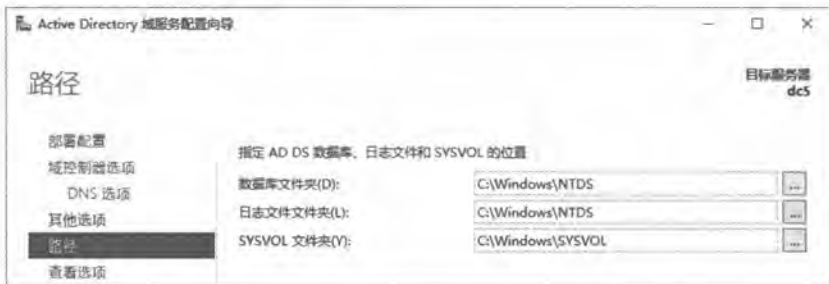 Active Directory 域服务配置向导
路径
目标服务器
dc5
部署配置
域控制器选项
DNS 选项
其他选项
路径
查看选项
指定 AD DS 数据库、日志文件和 SYSVOL 的位置
数据库文件夹(D):
C:\Windows\NTDS
...
日志文件文件夹(L):
C:\Windows\NTDS
...
SYSVOL 文件夹(Y):
C:\Windows\SYSVOL
...